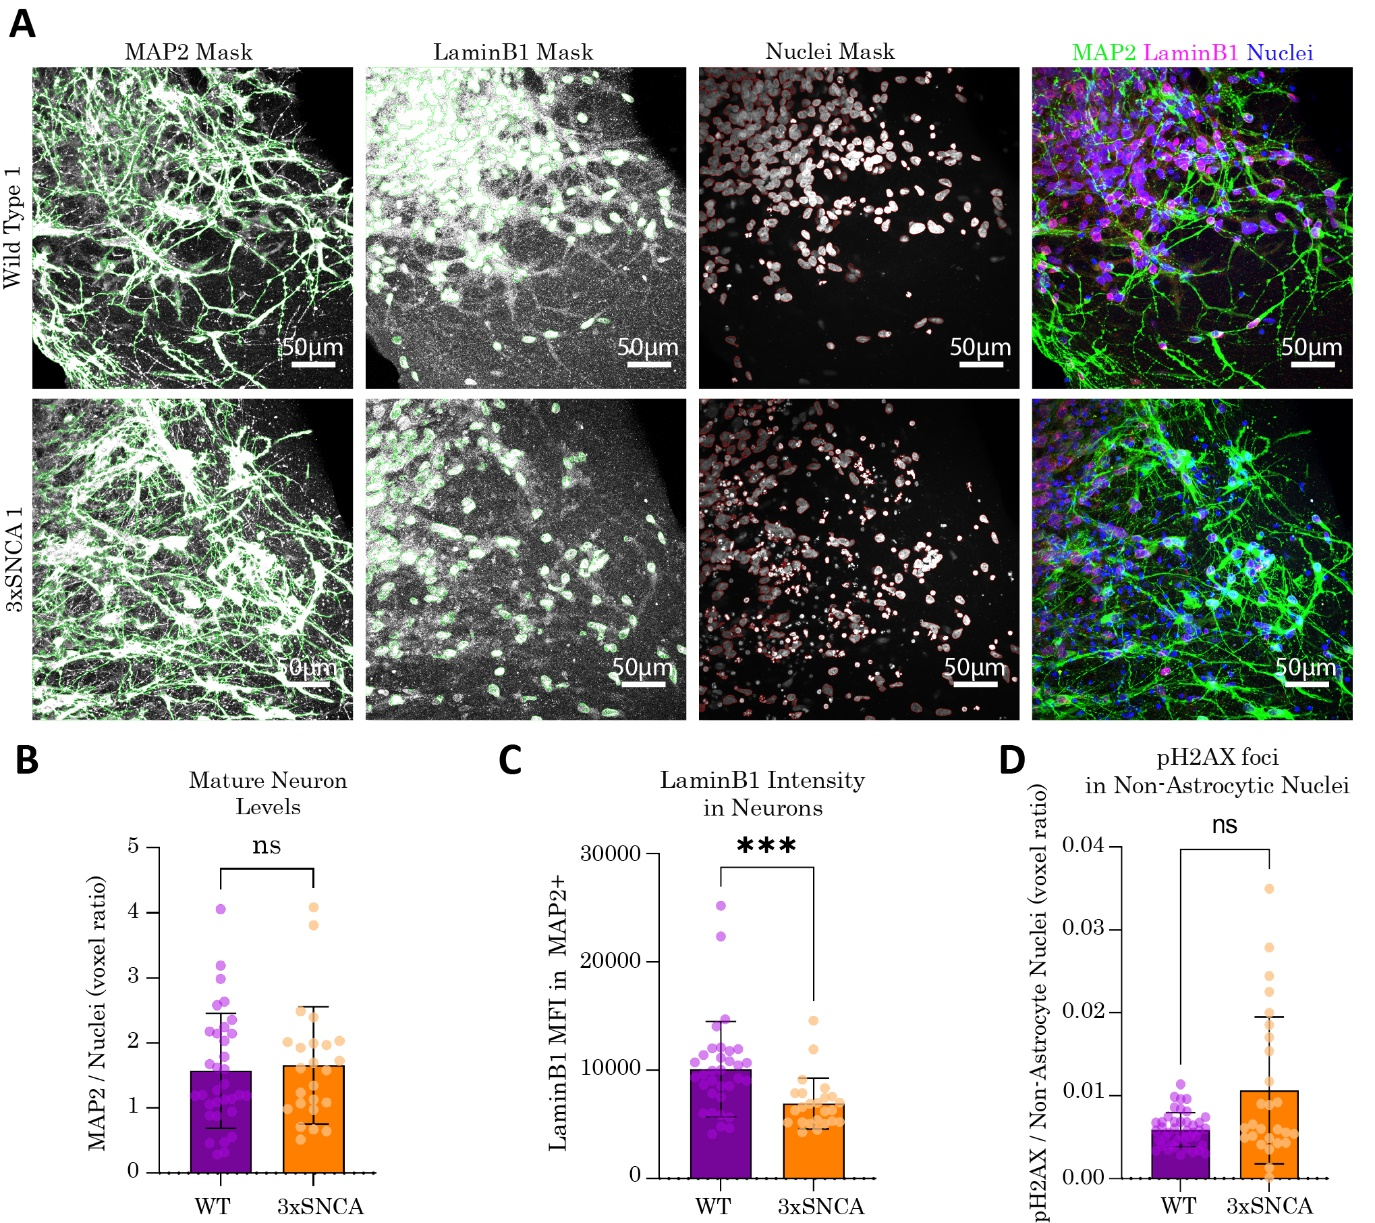 A
MAP2 Mask
LaminB1 Mask
Nuclei Mask
MAP2 LaminB1 Nuclei
Wild Type 1
50µm
50µm
50µm
50µm
3xSNCA 1
50µm
50µm
50µm
50µm
B
Mature Neuron
Levels
ns
MAP2 / Nuclei (voxel ratio)
5
4
3
2
1
0
WT
3xSNCA
C
LaminB1 Intensity
in Neurons
***
LaminB1 MFI in MAP2+
30000
20000
10000
0
WT
3xSNCA
D
pH2AX foci
in Non-Astrocytic Nuclei
ns
pH2AX / Non-Astrocyte Nuclei (voxel ratio)
0.04
0.03
0.02
0.01
0.00
WT
3xSNCA